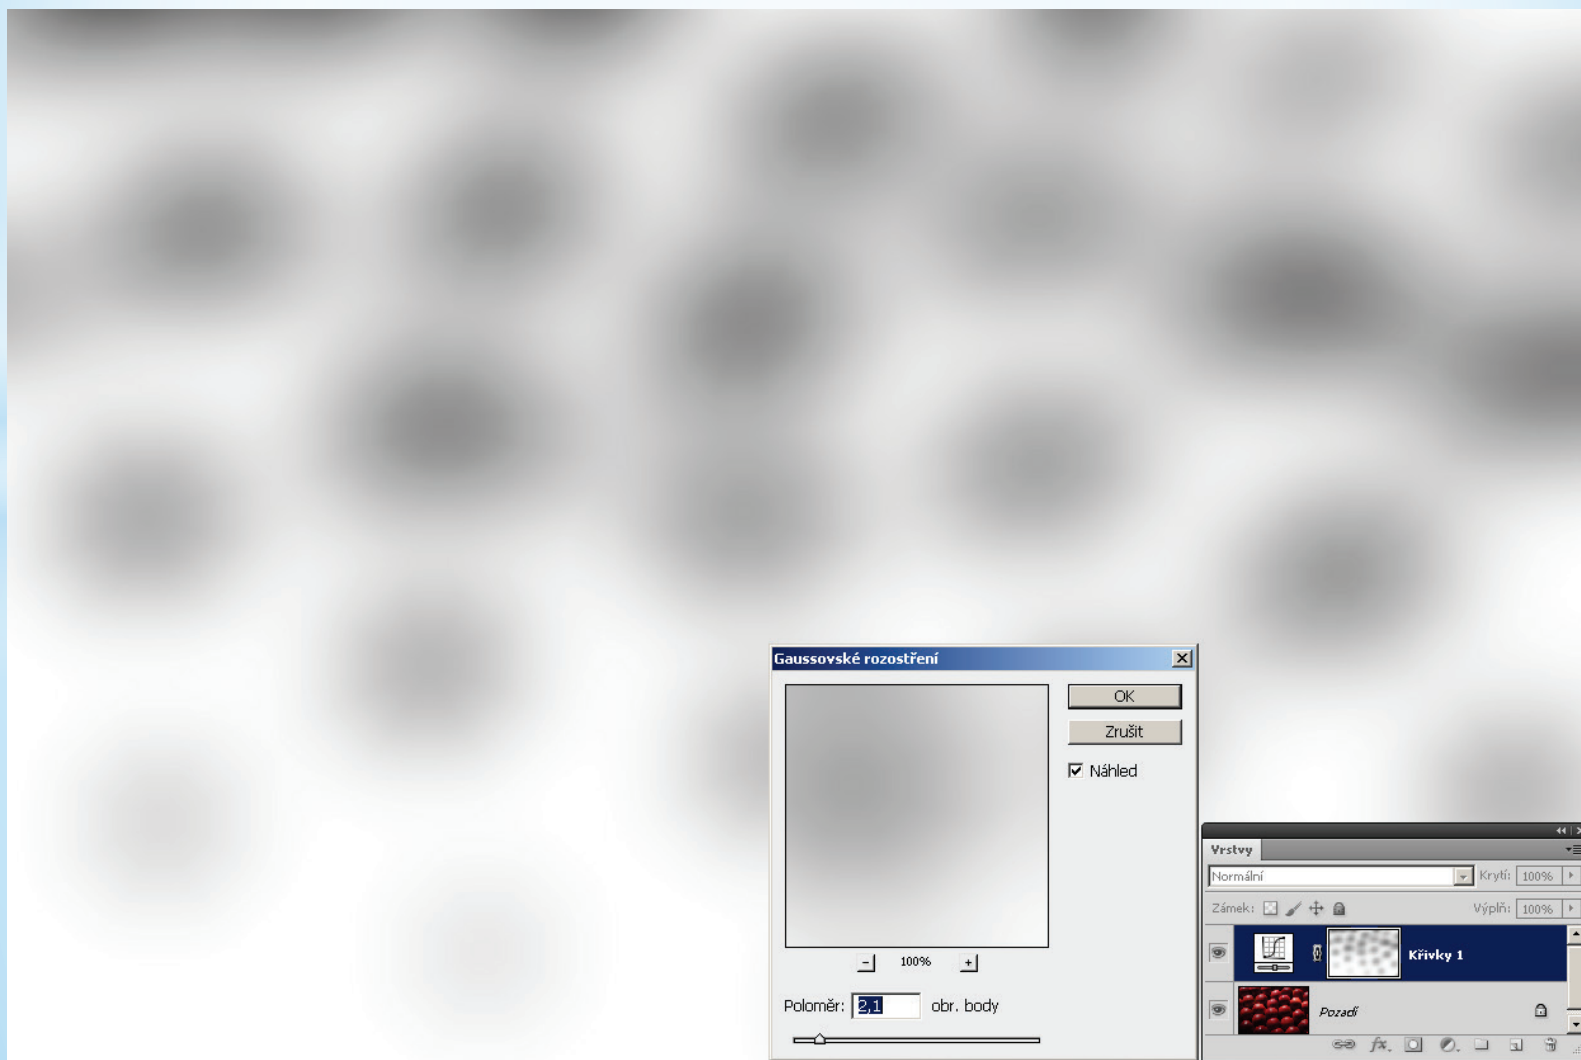 Gaussovské rozostření
OK
Zrušit
Náhled
100%
Poloměr: 2,1 obr. body
Vrstvy
Normální Krytí: 100%
Zámek: Výplň: 100%
Křivky 1
Pozadí
fx.